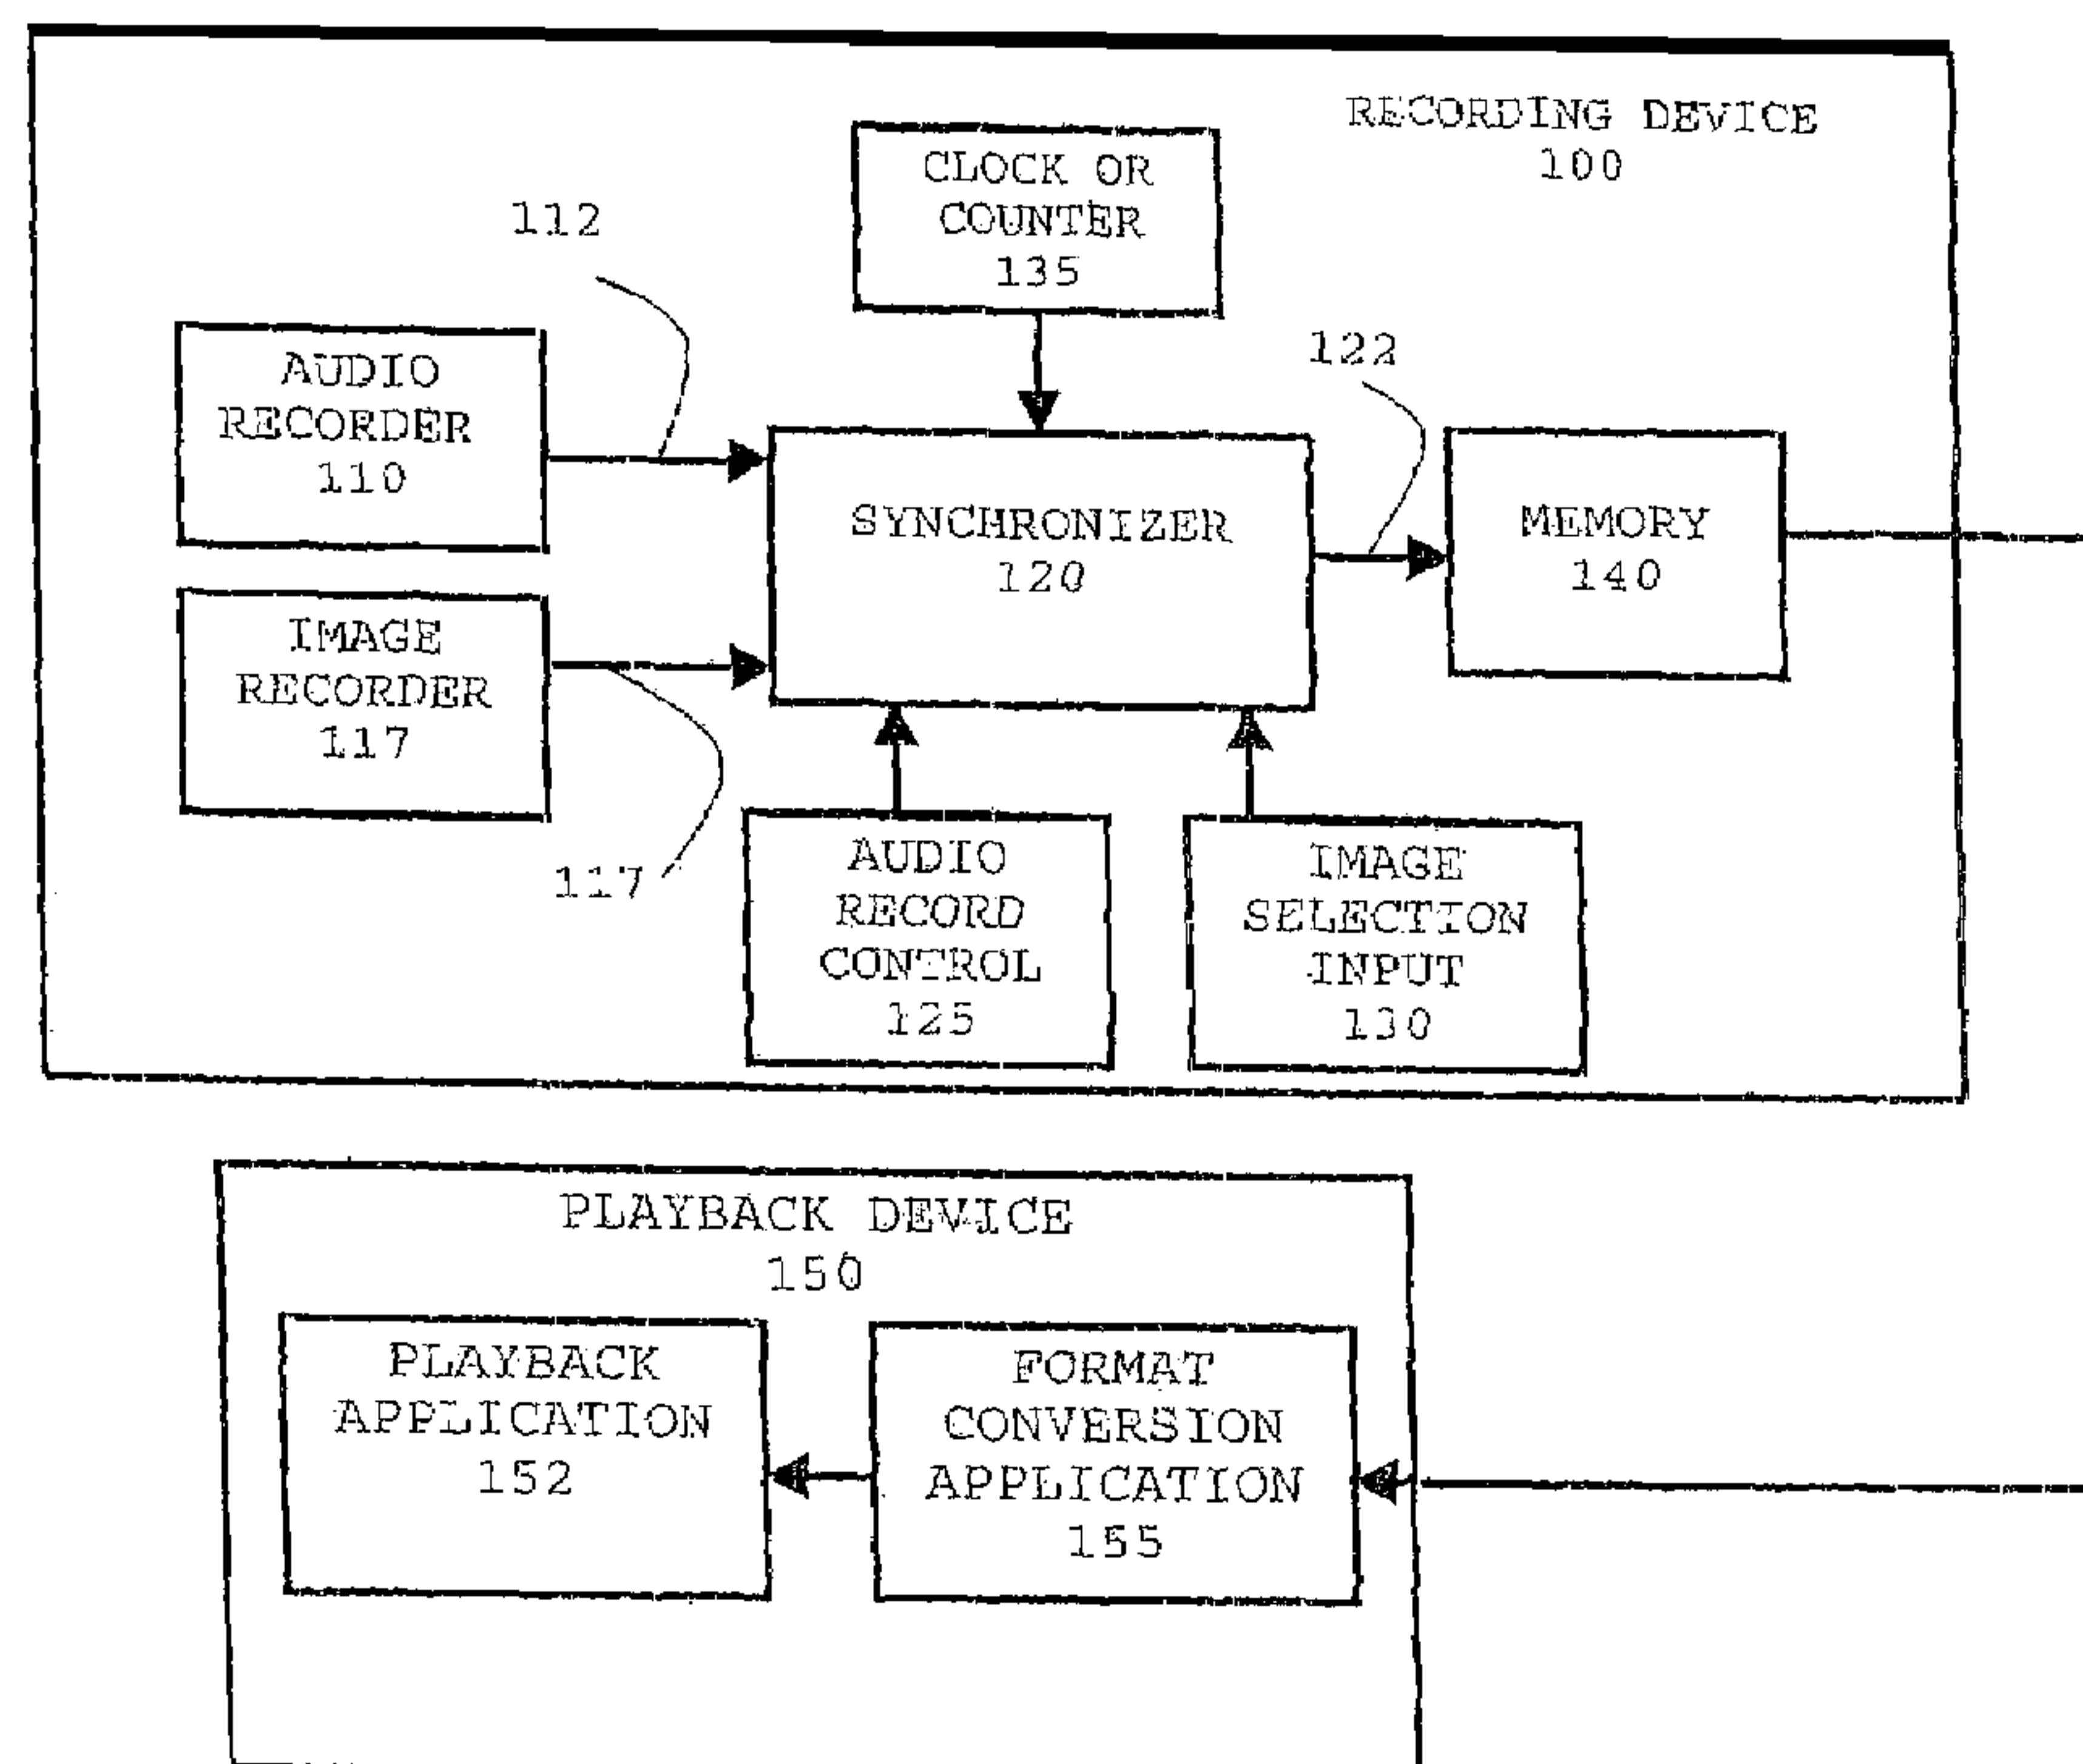 RECORDING DEVICE
100
CLOCK OR
COUNTER
135
112
122
AUDIO
RECORDER
110
SYNCHRONIZER
120
MEMORY
140
IMAGE
RECORDER
117
117
AUDIO
RECORD
CONTROL
125
IMAGE
SELECTION
INPUT
130
PLAYBACK DEVICE
150
PLAYBACK
APPLICATION
152
FORMAT
CONVERSION
APPLICATION
155